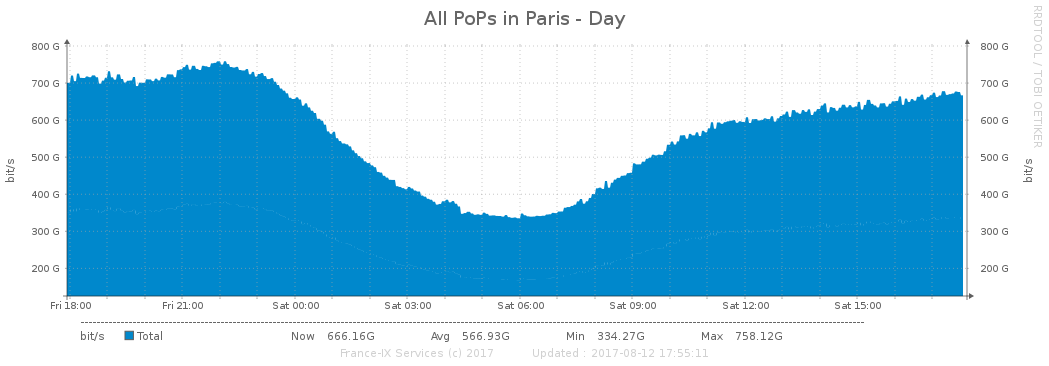 All PoPs in Paris - Day
RRDTOOL / TOBI OETIKER
bit/s
800 G 800 G
700 G 700 G
600 G 600 G
500 G 500 G
400 G 400 G
300 G 300 G
200 G 200 G
bit/s
Fri 18:00 Fri 21:00 Sat 00:00 Sat 03:00 Sat 06:00 Sat 09:00 Sat 12:00 Sat 15:00
bit/s Total Now 666.16G Avg 566.93G Min 334.27G Max 758.12G
France-IX Services (c) 2017 Updated : 2017-08-12 17:55:11